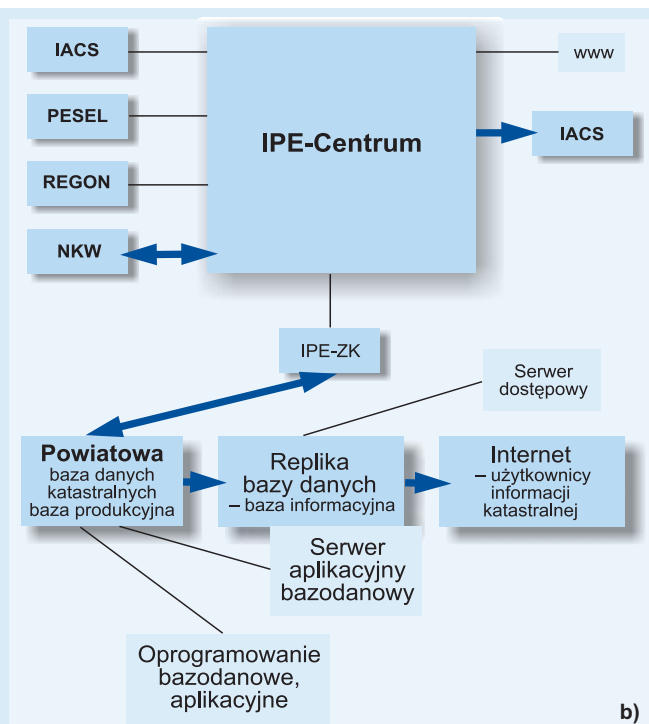 IACS
PESEL
REGON
NKW
IPE-Centrum
www
IACS
IPE-ZK
Serwer
dostępowy
Powiatowa
baza danych
katastralnych
baza produkcyjna
Replika
bazy danych
– baza informacyjna
Internet
– użytkownicy
informacji
katastralnej
Serwer
aplikacyjny
bazodanowy
Oprogramowanie
bazodanowe,
aplikacyjne
b)